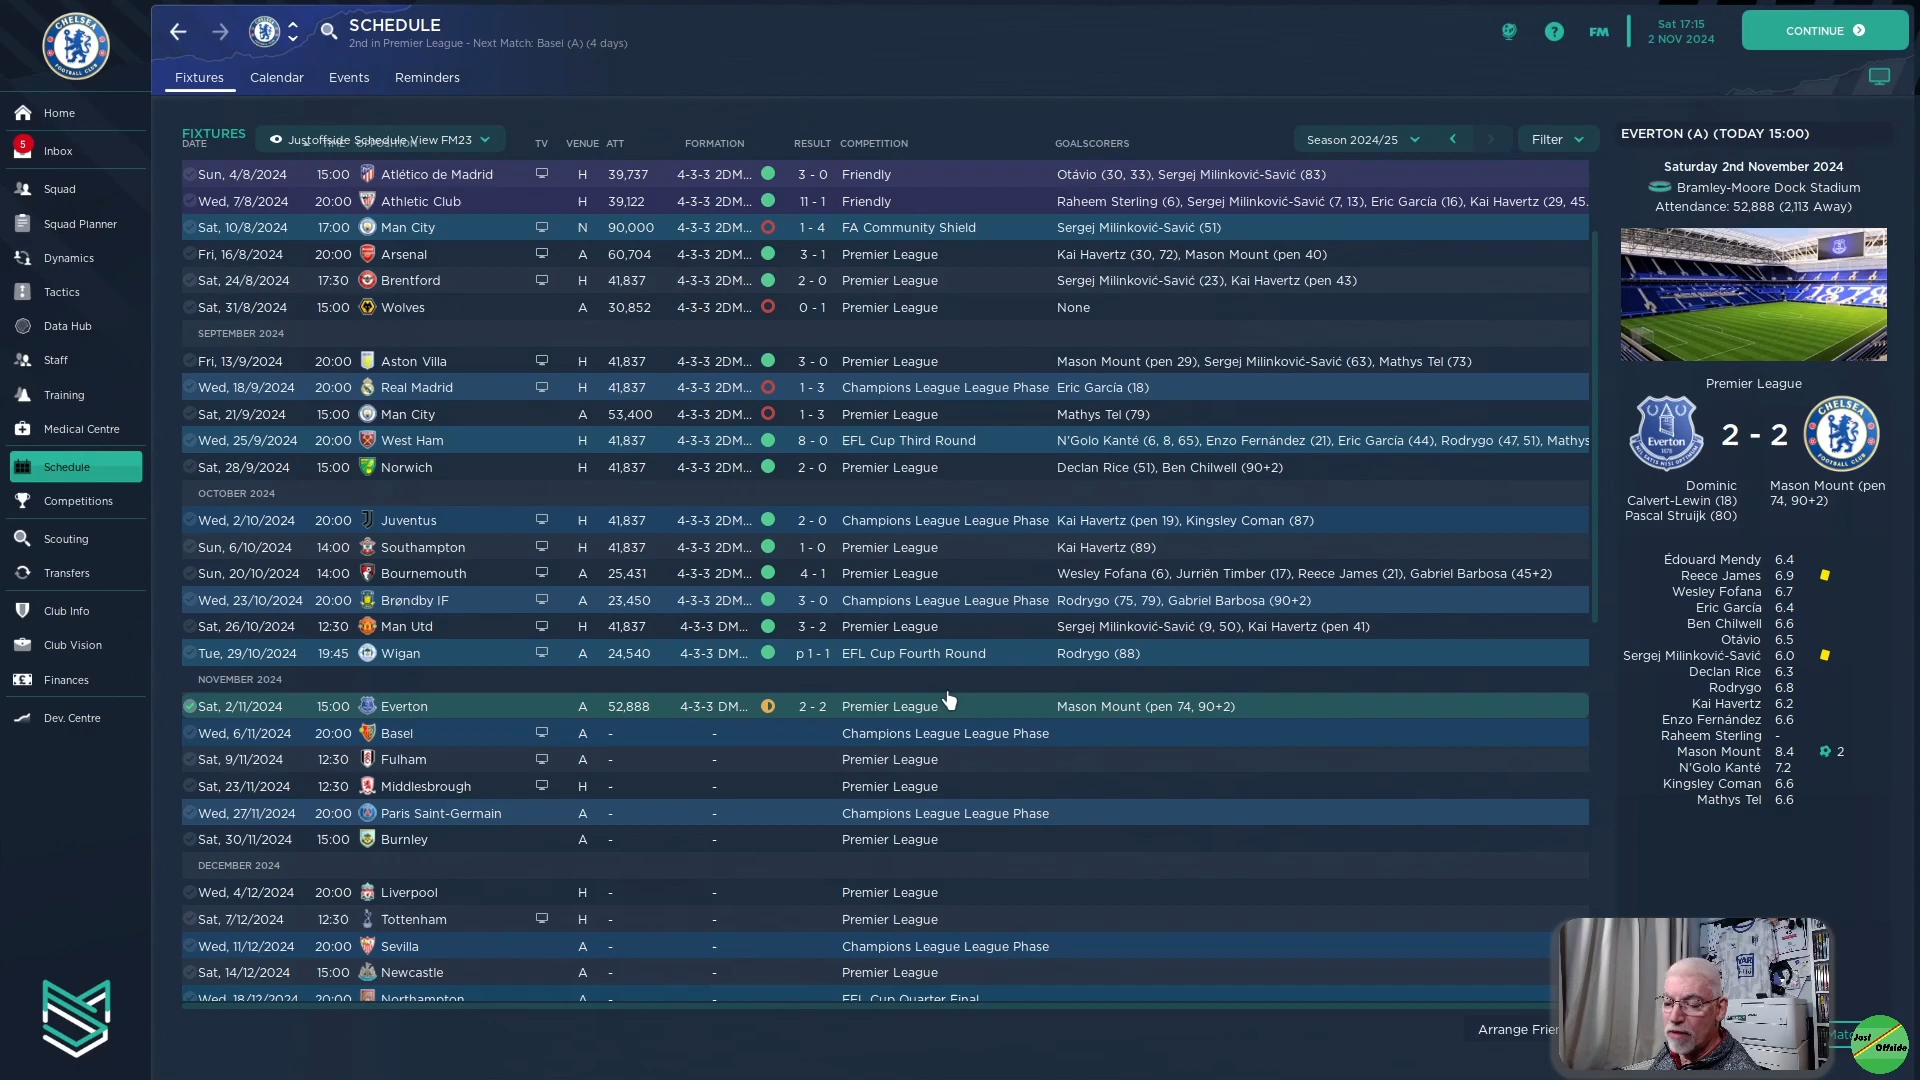 SCHEDULE
2nd in Premier League - Next Match: Basel (A) (4 days)
FM
Sat 17:15
2 NOV 2024
CONTINUE
Fixtures Calendar Events Reminders
Home
5 Inbox
Squad
Squad Planner
Dynamics
Tactics
Data Hub
Staff
Training
Medical Centre
Schedule
Competitions
Scouting
Transfers
Club Info
Club Vision
Finances
Dev. Centre
FIXTURES Justoffside Schedule View FM23 Season 2024/25 Filter
DATE TIME OPPOSITION TV VENUE ATT FORMATION RESULT COMPETITION GOALSCORERS
Sun, 4/8/2024 15:00 Atlético de Madrid H 39,737 4-3-3 2DM... 3 - 0 Friendly Otávio (30, 33), Sergej Milinković-Savić (83)
Wed, 7/8/2024 20:00 Athletic Club H 39,122 4-3-3 2DM... 11 - 1 Friendly Raheem Sterling (6), Sergej Milinković-Savić (7, 13), Eric García (16), Kai Havertz (29, 45.
Sat, 10/8/2024 17:00 Man City N 90,000 4-3-3 2DM... 1 - 4 FA Community Shield Sergej Milinković-Savić (51)
Fri, 16/8/2024 20:00 Arsenal A 60,704 4-3-3 2DM... 3 - 1 Premier League Kai Havertz (30, 72), Mason Mount (pen 40)
Sat, 24/8/2024 17:30 Brentford H 41,837 4-3-3 2DM... 2 - 0 Premier League Sergej Milinković-Savić (23), Kai Havertz (pen 43)
Sat, 31/8/2024 15:00 Wolves A 30,852 4-3-3 2DM... 0 - 1 Premier League None
SEPTEMBER 2024
Fri, 13/9/2024 20:00 Aston Villa H 41,837 4-3-3 2DM... 3 - 0 Premier League Mason Mount (pen 29), Sergej Milinković-Savić (63), Mathys Tel (73)
Wed, 18/9/2024 20:00 Real Madrid H 41,837 4-3-3 2DM... 1 - 3 Champions League League Phase Eric García (18)
Sat, 21/9/2024 15:00 Man City A 53,400 4-3-3 2DM... 1 - 3 Premier League Mathys Tel (79)
Wed, 25/9/2024 20:00 West Ham H 41,837 4-3-3 2DM... 8 - 0 EFL Cup Third Round N'Golo Kanté (6, 8, 65), Enzo Fernández (21), Eric García (44), Rodrygo (47, 51), Mathys
Sat, 28/9/2024 15:00 Norwich H 41,837 4-3-3 2DM... 2 - 0 Premier League Declan Rice (51), Ben Chilwell (90+2)
OCTOBER 2024
Wed, 2/10/2024 20:00 Juventus H 41,837 4-3-3 2DM... 2 - 0 Champions League League Phase Kai Havertz (pen 19), Kingsley Coman (87)
Sun, 6/10/2024 14:00 Southampton H 41,837 4-3-3 2DM... 1 - 0 Premier League Kai Havertz (89)
Sun, 20/10/2024 14:00 Bournemouth A 25,431 4-3-3 2DM... 4 - 1 Premier League Wesley Fofana (6), Jurriën Timber (17), Reece James (21), Gabriel Barbosa (45+2)
Wed, 23/10/2024 20:00 Brøndby IF A 23,450 4-3-3 2DM... 3 - 0 Champions League League Phase Rodrygo (75, 79), Gabriel Barbosa (90+2)
Sat, 26/10/2024 12:30 Man Utd H 41,837 4-3-3 DM... 3 - 2 Premier League Sergej Milinković-Savić (9, 50), Kai Havertz (pen 41)
Tue, 29/10/2024 19:45 Wigan A 24,540 4-3-3 DM... p 1 - 1 EFL Cup Fourth Round Rodrygo (88)
NOVEMBER 2024
Sat, 2/11/2024 15:00 Everton A 52,888 4-3-3 DM... 2 - 2 Premier League Mason Mount (pen 74, 90+2)
Wed, 6/11/2024 20:00 Basel A - - Champions League League Phase
Sat, 9/11/2024 12:30 Fulham A - - Premier League
Sat, 23/11/2024 12:30 Middlesbrough H - - Premier League
Wed, 27/11/2024 20:00 Paris Saint-Germain A - - Champions League League Phase
Sat, 30/11/2024 15:00 Burnley A - - Premier League
DECEMBER 2024
Wed, 4/12/2024 20:00 Liverpool H - - Premier League
Sat, 7/12/2024 12:30 Tottenham H - - Premier League
Wed, 11/12/2024 20:00 Sevilla A - - Champions League League Phase
Sat, 14/12/2024 15:00 Newcastle A - - Premier League
Wed, 18/12/2024 20:00 Northampton A - - EFL Cup Quarter Final
Arrange Frien
EVERTON (A) (TODAY 15:00)
Saturday 2nd November 2024
Bramley-Moore Dock Stadium
Attendance: 52,888 (2,113 Away)
Premier League
Everton 2 - 2
Dominic
Calvert-Lewin (18)
Pascal Struijk (80)
Mason Mount (pen
74, 90+2)
Édouard Mendy 6.4
Reece James 6.9
Wesley Fofana 6.7
Eric García 6.4
Ben Chilwell 6.6
Otávio 6.5
Sergej Milinković-Savić 6.0
Declan Rice 6.3
Rodrygo 6.8
Kai Havertz 6.2
Enzo Fernández 6.6
Raheem Sterling -
Mason Mount 8.4 2
N'Golo Kanté 7.2
Kingsley Coman 6.6
Mathys Tel 6.6
Just
Offside